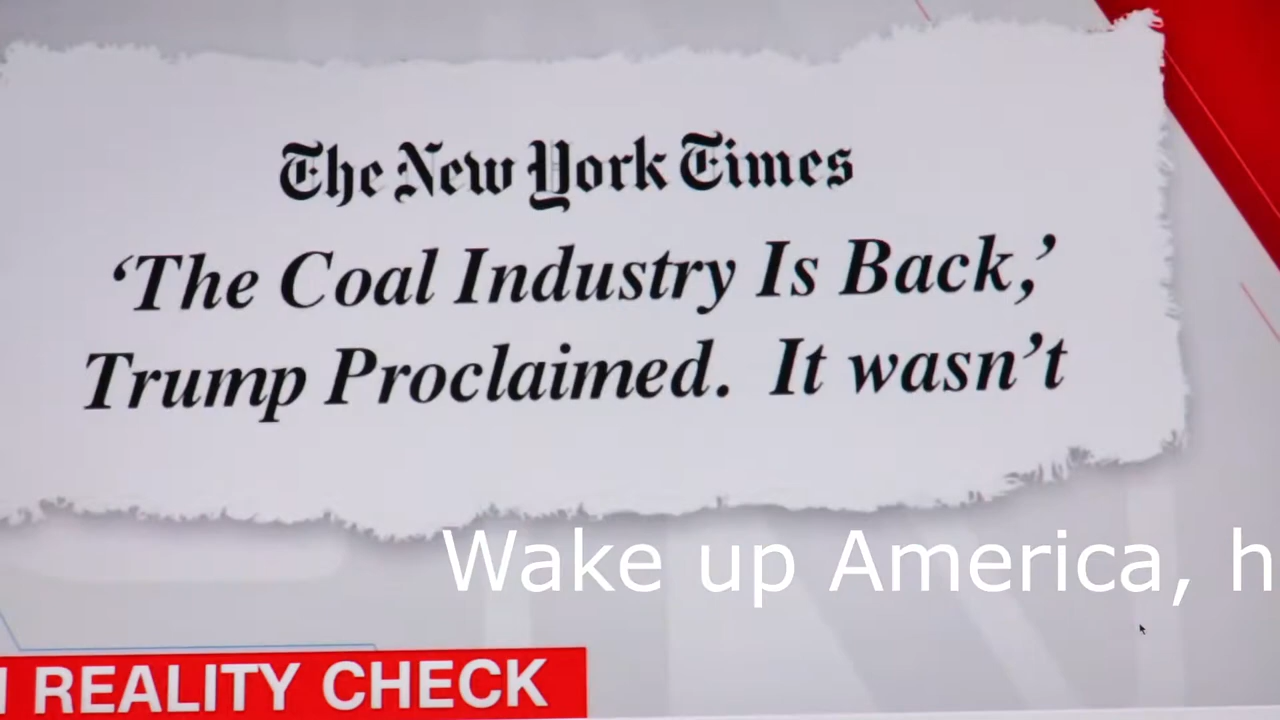 The New York Times
‘The Coal Industry Is Back,’
Trump Proclaimed. It wasn’t
Wake up America, h
REALITY CHECK